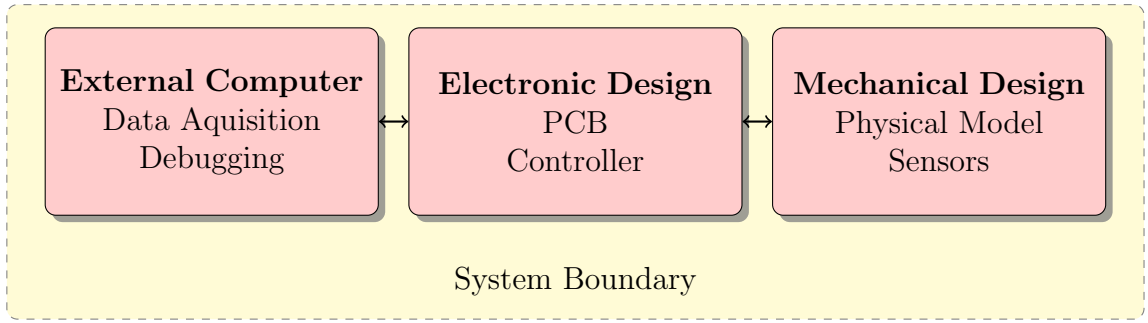 External Computer
Data Aquisition
Debugging
Electronic Design
PCB
Controller
Mechanical Design
Physical Model
Sensors
System Boundary